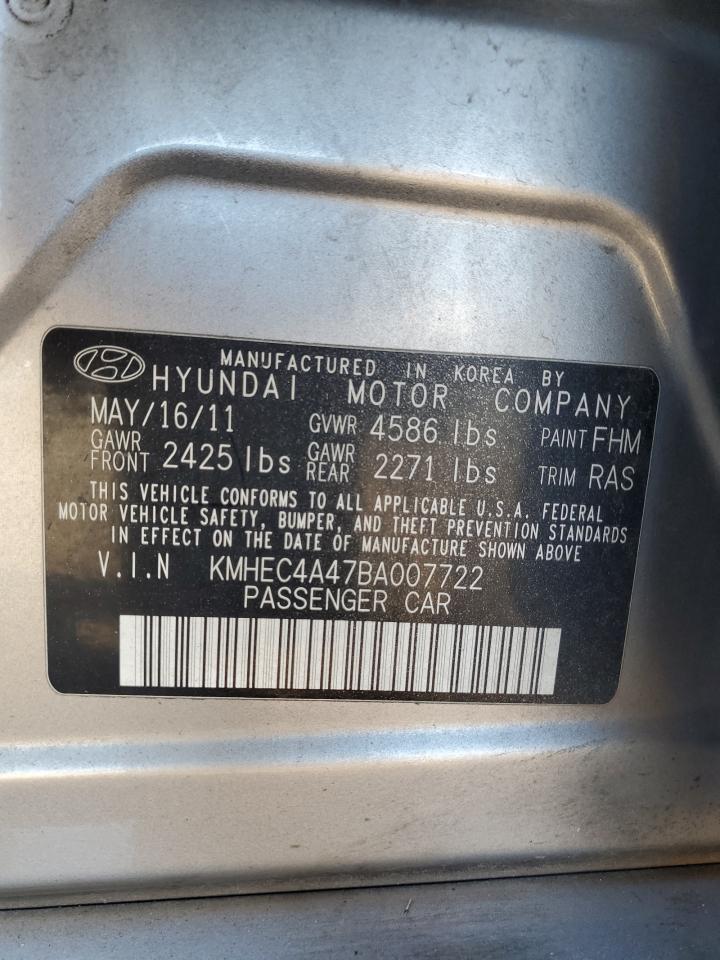 MANUFACTURED IN KOREA BY
HYUNDAI MOTOR COMPANY
MAY/16/11 GVWR 4586 lbs PAINT FHM
GAWR FRONT 2425 lbs GAWR REAR 2271 lbs TRIM RAS
THIS VEHICLE CONFORMS TO ALL APPLICABLE U.S.A. FEDERAL
MOTOR VEHICLE SAFETY, BUMPER, AND THEFT PREVENTION STANDARDS
IN EFFECT ON THE DATE OF MANUFACTURE SHOWN ABOVE
V.I.N KMHEC4A47BA007722
PASSENGER CAR